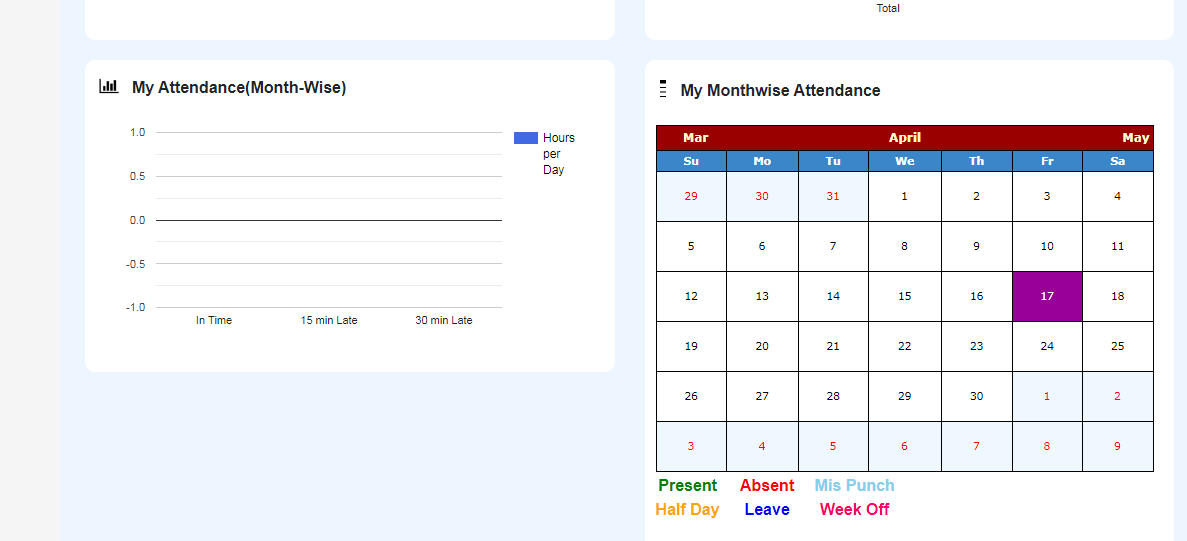 Total
My Attendance(Month-Wise)
1.0
0.5
0.0
-0.5
-1.0
In Time 15 min Late 30 min Late
Hours
per
Day
My Monthwise Attendance
Mar April May
Su Mo Tu We Th Fr Sa
29 30 31 1 2 3 4
5 6 7 8 9 10 11
12 13 14 15 16 17 18
19 20 21 22 23 24 25
26 27 28 29 30 1 2
3 4 5 6 7 8 9
Present Absent Mis Punch
Half Day Leave Week Off